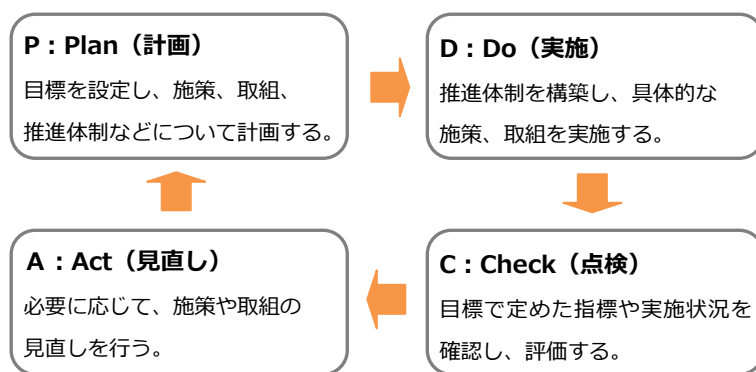 P：Plan（計画）
目標を設定し、施策、取組、
推進体制などについて計画する。
D：Do（実施）
推進体制を構築し、具体的な
施策、取組を実施する。
A：Act（見直し）
必要に応じて、施策や取組の
見直しを行う。
C：Check（点検）
目標で定めた指標や実施状況を
確認し、評価する。